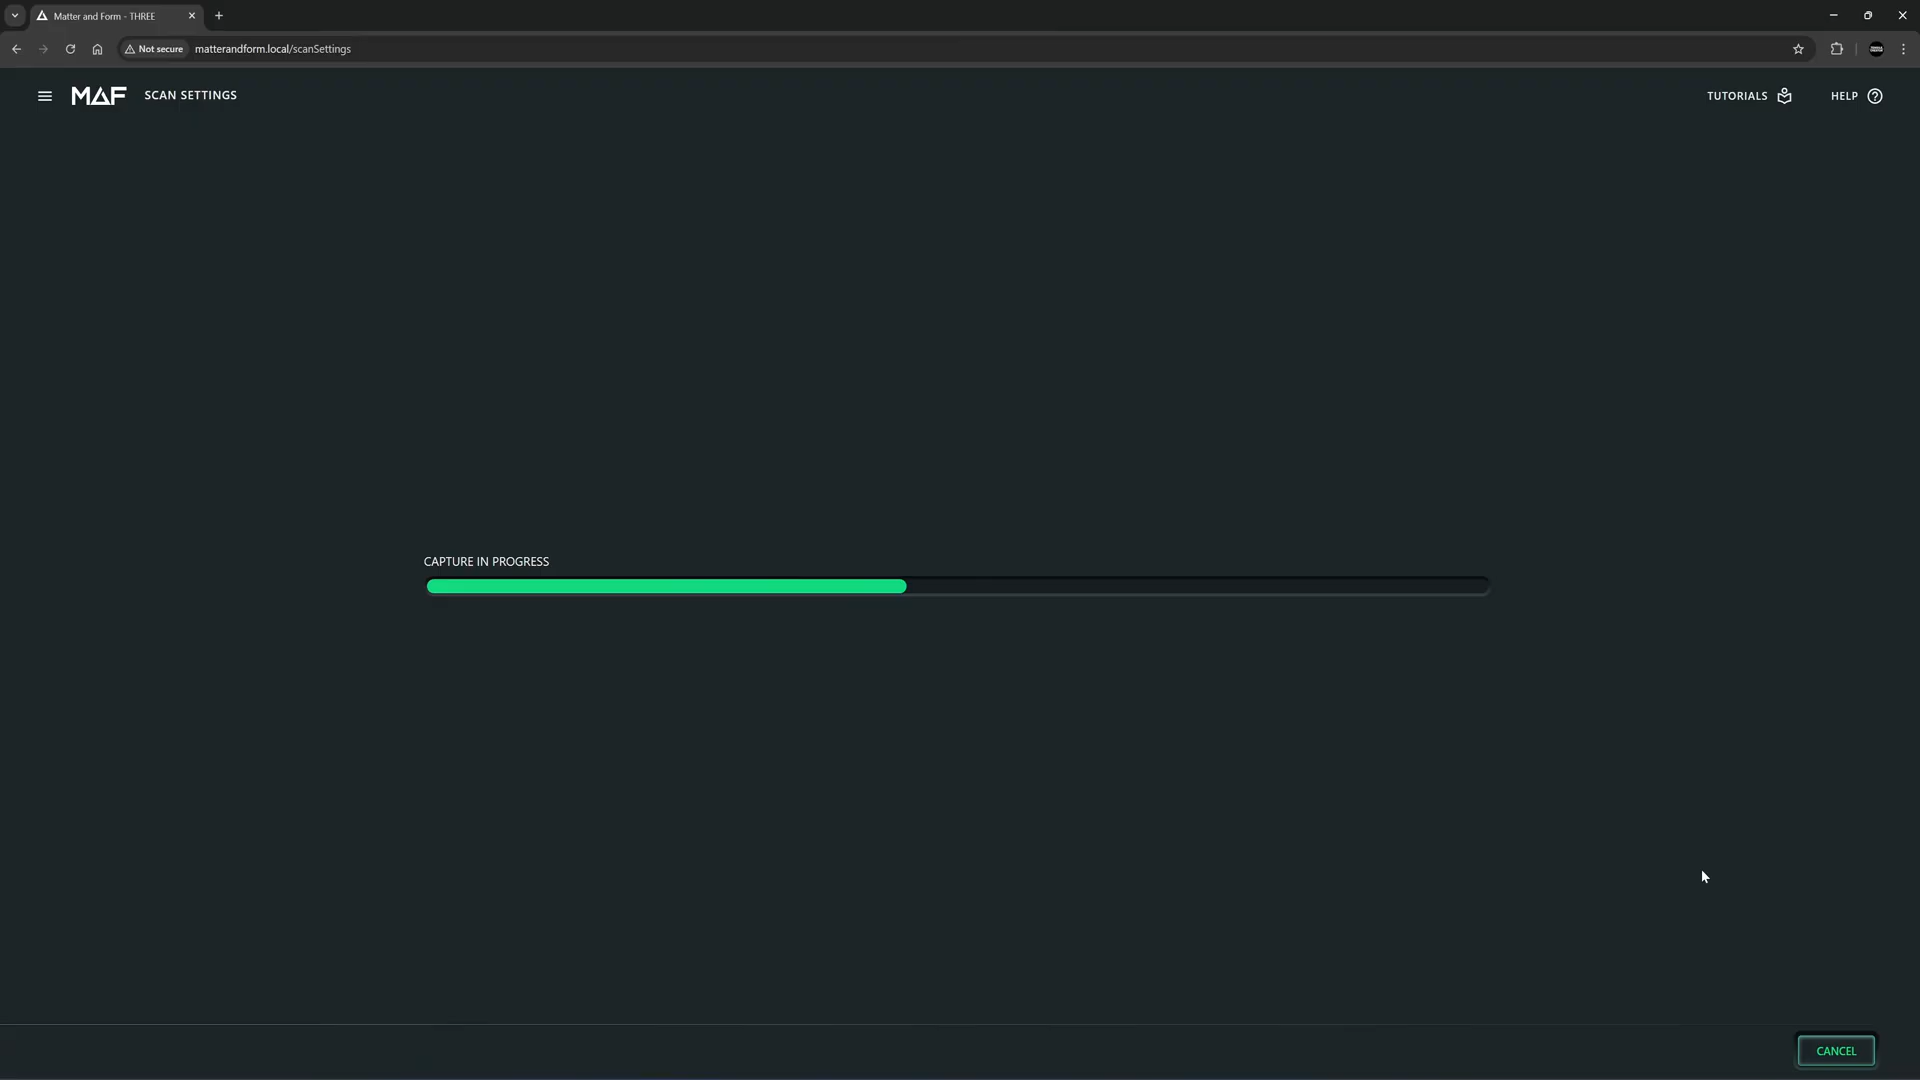 Matter and Form - THREE
Not secure
matterandform.local/scanSettings
MAF SCAN SETTINGS
TUTORIALS
HELP
CAPTURE IN PROGRESS
CANCEL